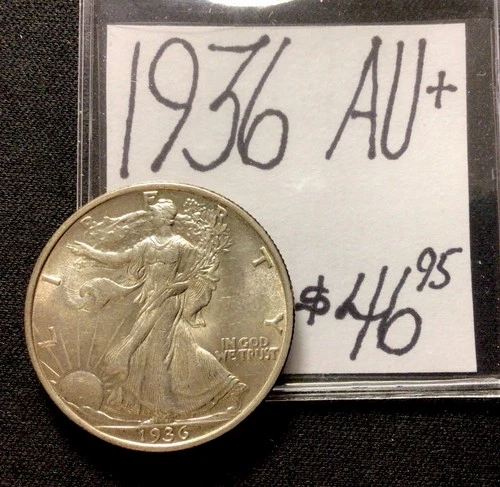 1936 AU+
$46.95
LIBERTY
IN GOD
WE TRUST
1936